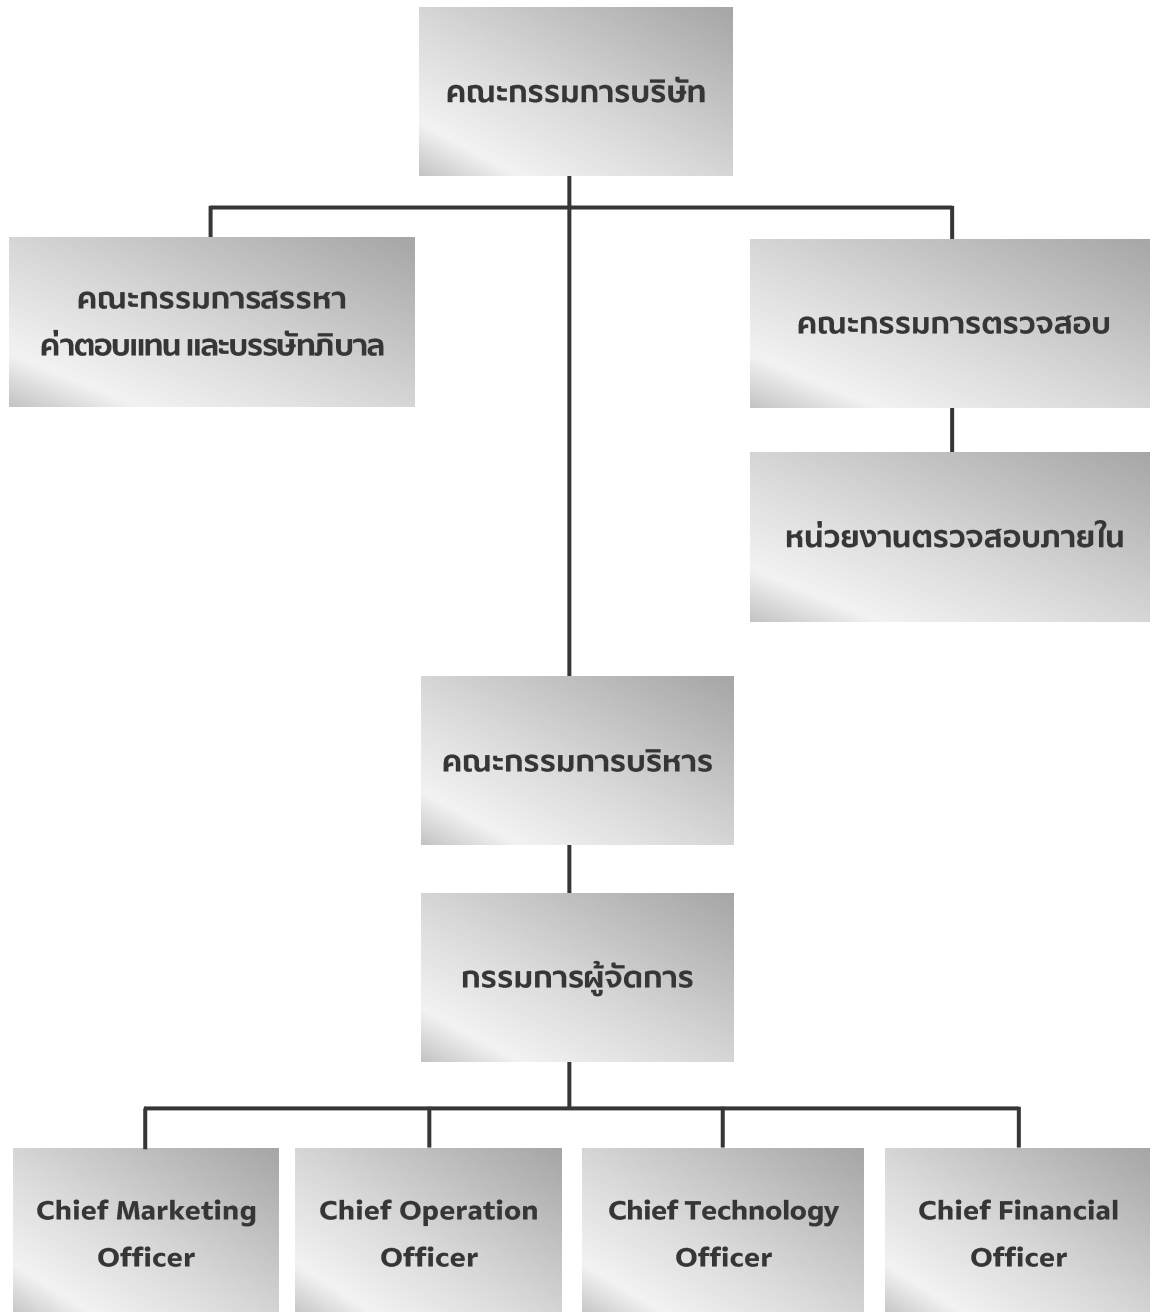 คณะกรรมการบริษัท
คณะกรรมการสรรหา
ค่าตอบแทน และบรรษัทภิบาล
คณะกรรมการตรวจสอบ
หน่วยงานตรวจสอบภายใน
คณะกรรมการบริหาร
กรรมการผู้จัดการ
Chief Marketing
Officer
Chief Operation
Officer
Chief Technology
Officer
Chief Financial
Officer